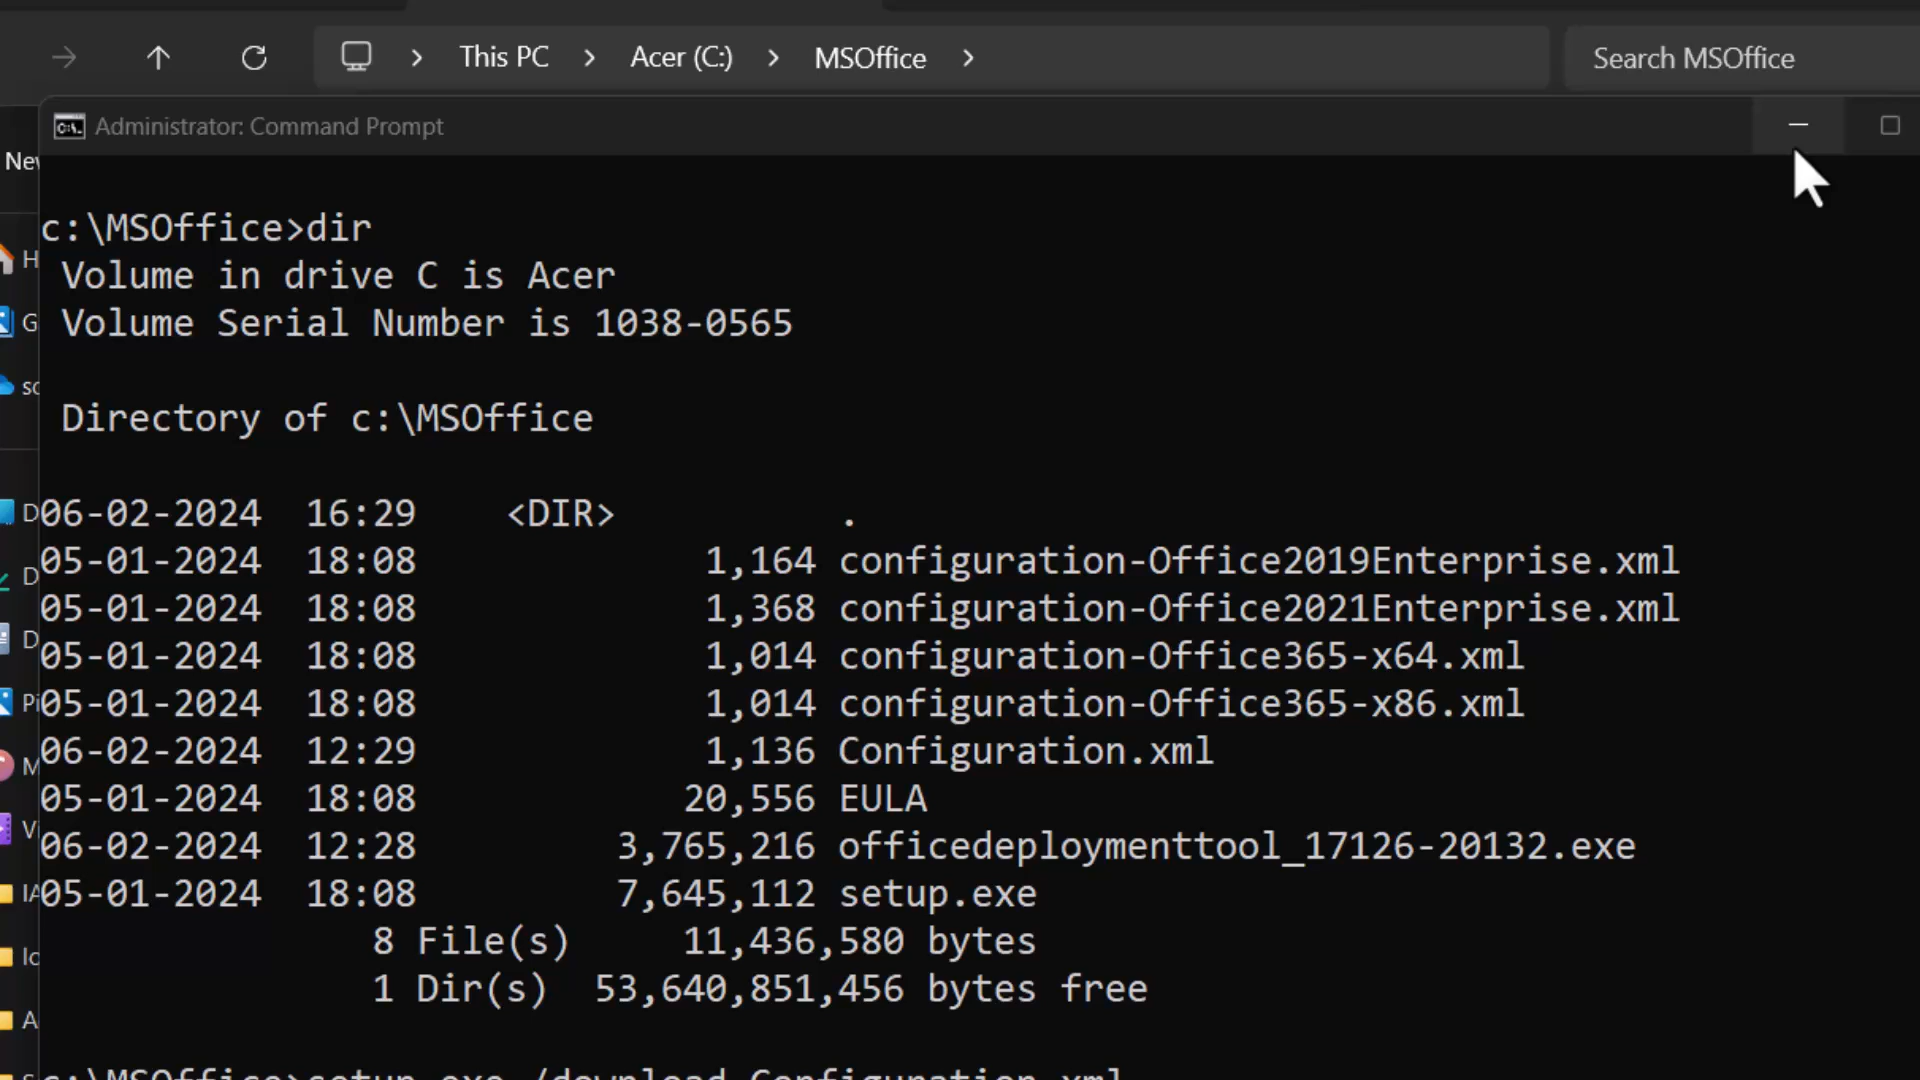 This PC > Acer (C:) > MSOffice >
Search MSOffice
Administrator: Command Prompt
c:\MSOffice>dir
Volume in drive C is Acer
Volume Serial Number is 1038-0565
Directory of c:\MSOffice
06-02-2024 16:29 <DIR> .
05-01-2024 18:08 1,164 configuration-Office2019Enterprise.xml
05-01-2024 18:08 1,368 configuration-Office2021Enterprise.xml
05-01-2024 18:08 1,014 configuration-Office365-x64.xml
05-01-2024 18:08 1,014 configuration-Office365-x86.xml
06-02-2024 12:29 1,136 Configuration.xml
05-01-2024 18:08 20,556 EULA
06-02-2024 12:28 3,765,216 officedeploymenttool_17126-20132.exe
05-01-2024 18:08 7,645,112 setup.exe
8 File(s) 11,436,580 bytes
1 Dir(s) 53,640,851,456 bytes free
c:\MSOffice>setup.exe /download Configuration.xml